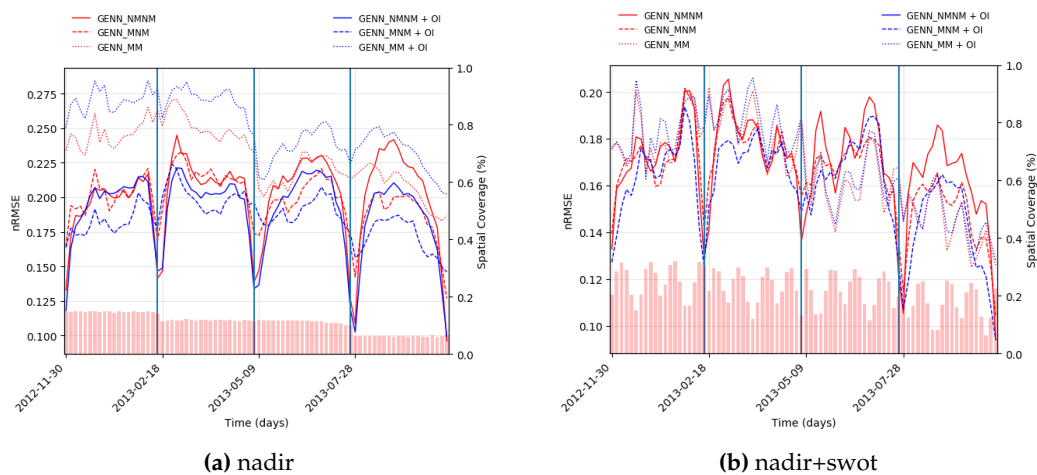 GENN_NMNM
GENN_MNM
GENN_MM
GENN_NMNM + OI
GENN_MNM + OI
GENN_MM + OI
nRMSE
0.275
0.250
0.225
0.200
0.175
0.150
0.125
0.100
1.0
0.8
0.6
0.4
0.2
0.0
Spatial Coverage (%)
2012-11-30
2013-02-18
2013-05-09
2013-07-28
Time (days)
(a) nadir
GENN_NMNM
GENN_MNM
GENN_MM
GENN_NMNM + OI
GENN_MNM + OI
GENN_MM + OI
nRMSE
0.20
0.18
0.16
0.14
0.12
0.10
1.0
0.8
0.6
0.4
0.2
0.0
Spatial Coverage (%)
2012-11-30
2013-02-18
2013-05-09
2013-07-28
Time (days)
(b) nadir+swot